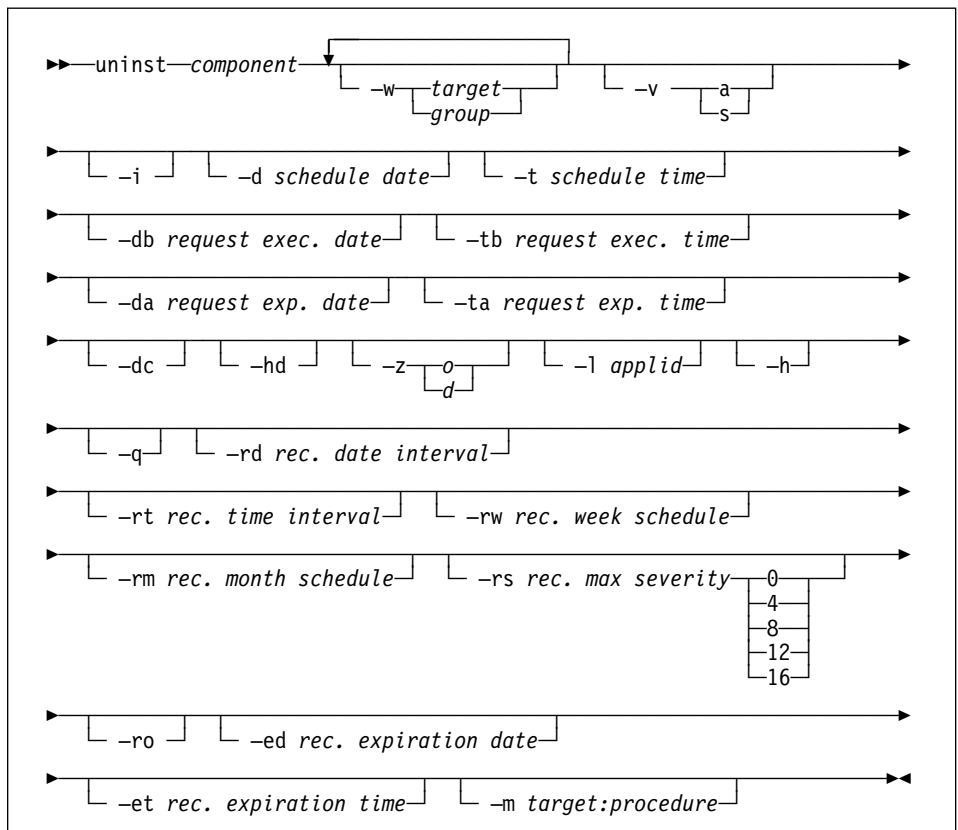 uninst component
–w target –v a
group s
–i –d schedule date –t schedule time
–db request exec. date –tb request exec. time
–da request exp. date –ta request exp. time
–dc –hd –z o –l applid –h
d
–q –rd rec. date interval
–rt rec. time interval –rw rec. week schedule
–rm rec. month schedule –rs rec. max severity 0
4
8
12
16
–ro –ed rec. expiration date
–et rec. expiration time –m target:procedure